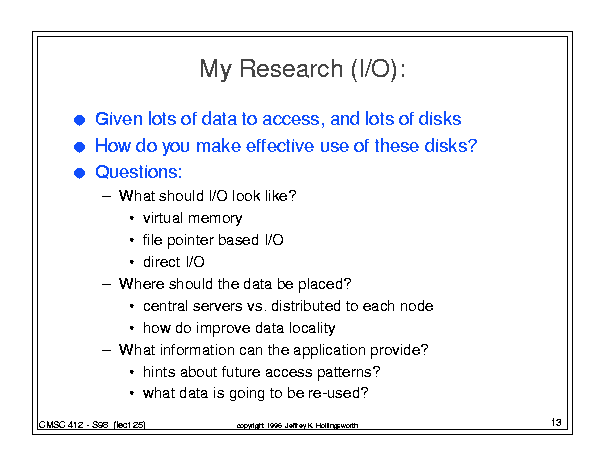 My Research (I/O):
● Given lots of data to access, and lots of disks
● How do you make effective use of these disks?
● Questions:
– What should I/O look like?
• virtual memory
• file pointer based I/O
• direct I/O
– Where should the data be placed?
• central servers vs. distributed to each node
• how do improve data locality
– What information can the application provide?
• hints about future access patterns?
• what data is going to be re-used?
CMSC 412 - S98 (lect 25)
copyright 1996 Jeffrey K. Hollingsworth
13